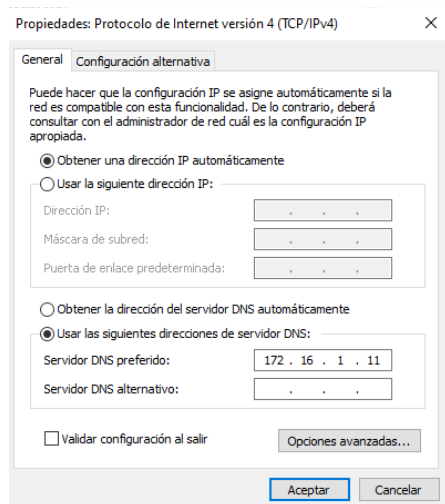 Propiedades: Protocolo de Internet versión 4 (TCP/IPv4)
General
Configuración alternativa
Puede hacer que la configuración IP se asigne automáticamente si la
red es compatible con esta funcionalidad. De lo contrario, deberá
consultar con el administrador de red cuál es la configuración IP
apropiada.
Obtener una dirección IP automáticamente
Usar la siguiente dirección IP:
Dirección IP:
Máscara de subred:
Puerta de enlace predeterminada:
Obtener la dirección del servidor DNS automáticamente
Usar las siguientes direcciones de servidor DNS:
Servidor DNS preferido: 172 . 16 . 1 . 11
Servidor DNS alternativo:
Validar configuración al salir
Opciones avanzadas...
Aceptar
Cancelar